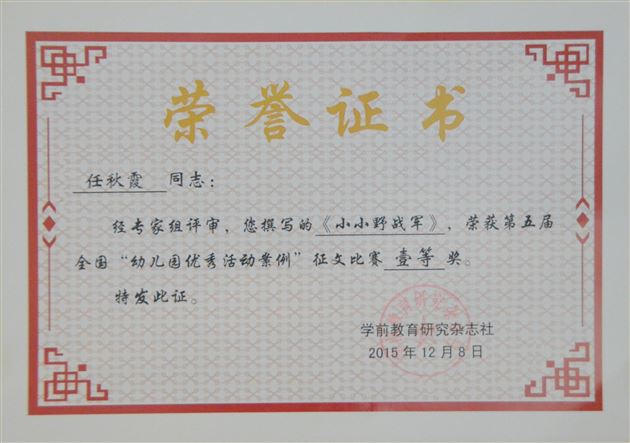 荣誉证书
任秋霞 同志：
经专家组评审，您撰写的《小小野战军》，荣获第五届
全国“幼儿园优秀活动案例”征文比赛 壹等 奖。
特发此证。
学前教育研究杂志社
2015年12月8日